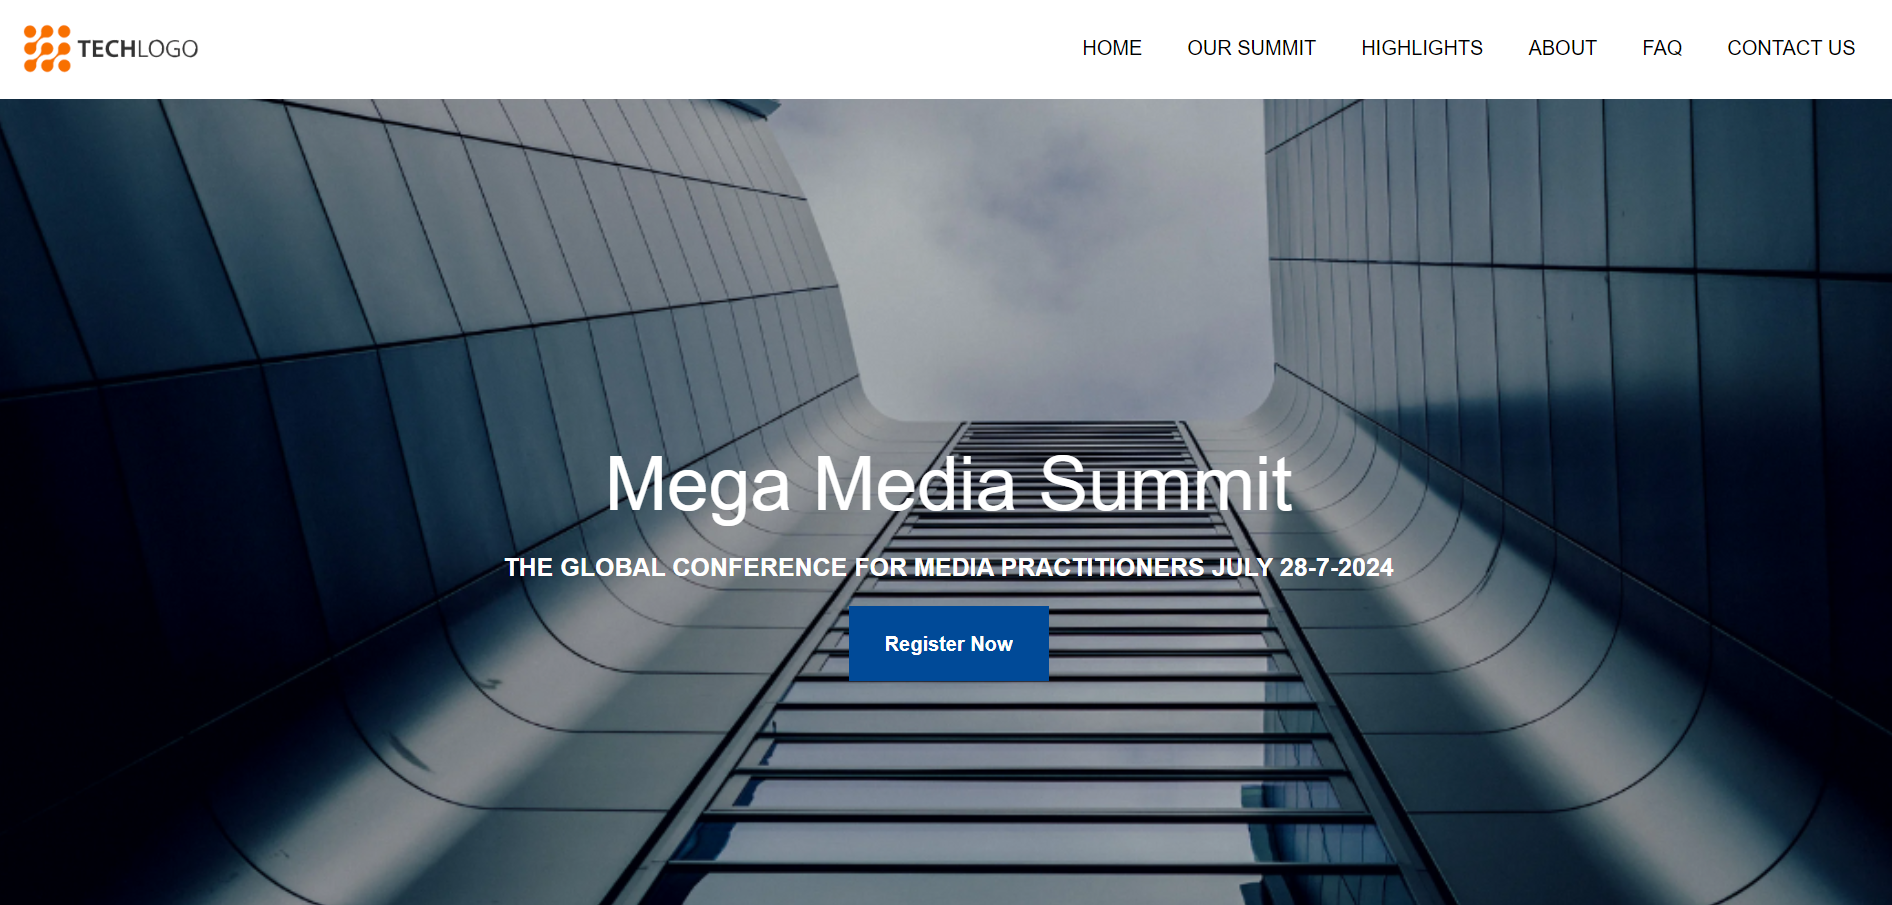 TECHLOGO
HOME OUR SUMMIT HIGHLIGHTS ABOUT FAQ CONTACT US
Mega Media Summit
THE GLOBAL CONFERENCE FOR MEDIA PRACTITIONERS JULY 28-7-2024
Register Now